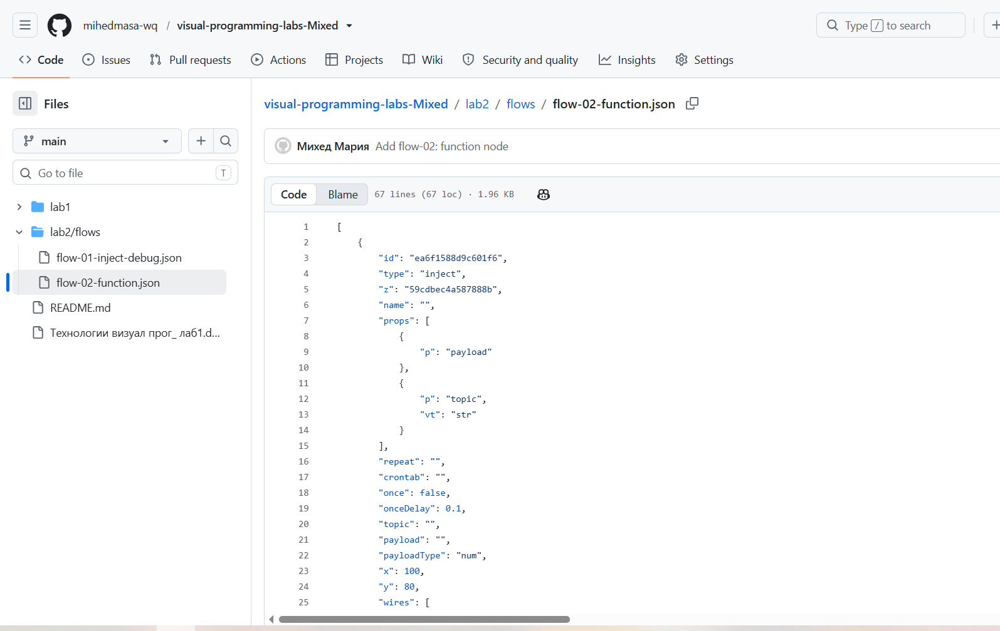 mihedmasa-wq / visual-programming-labs-Mixed
Type / to search
Code Issues Pull requests Actions Projects Wiki Security and quality Insights Settings
Files
main
Go to file T
lab1
lab2/flows
flow-01-inject-debug.json
flow-02-function.json
README.md
Технологии визуал прог_ лаб1.d...
visual-programming-labs-Mixed / lab2 / flows / flow-02-function.json
Михед Мария Add flow-02: function node
Code Blame 67 lines (67 loc) · 1.96 KB
1 [
2 {
3 "id": "ea6f1588d9c601f6",
4 "type": "inject",
5 "z": "59cdbec4a587888b",
6 "name": "",
7 "props": [
8 {
9 "p": "payload"
10 },
11 {
12 "p": "topic",
13 "vt": "str"
14 }
15 ],
16 "repeat": "",
17 "crontab": "",
18 "once": false,
19 "onceDelay": 0.1,
20 "topic": "",
21 "payload": "",
22 "payloadType": "num",
23 "x": 100,
24 "y": 80,
25 "wires": [